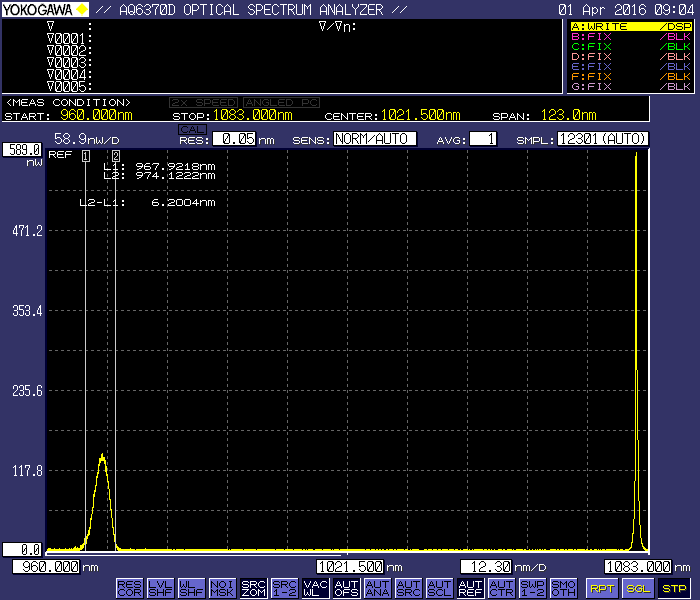 YOKOGAWA // AQ6370D OPTICAL SPECTRUM ANALYZER // 01 Apr 2016 09:04
∇ : ∇/∇n:
∇0001:
∇0002:
∇0003:
∇0004:
∇0005:
A:WRITE /DSP
B:FIX /BLK
C:FIX /BLK
D:FIX /BLK
E:FIX /BLK
F:FIX /BLK
G:FIX /BLK
<MEAS CONDITION> 2x SPEED ANGLED PC
START: 960.000nm STOP:1083.000nm CENTER:1021.500nm SPAN: 123.0nm
CAL
58.9nW/D RES: 0.05 nm SENS: NORM/AUTO AVG: 1 SMPL: 12301(AUTO)
589.0
nW
REF 1 2
L1: 967.9218nm
L2: 974.1222nm
L2-L1: 6.2004nm
471.2
353.4
235.6
117.8
0.0
960.000 nm 1021.500 nm 12.30 nm/D 1083.000 nm
RES COR LVL SHF WL SHF NOI MSK SRC ZOM SRC 1-2 VAC WL AUT OFS AUT ANA AUT SRC AUT SCL AUT REF AUT CTR SWP 1-2 SMO OTH RPT SGL STP